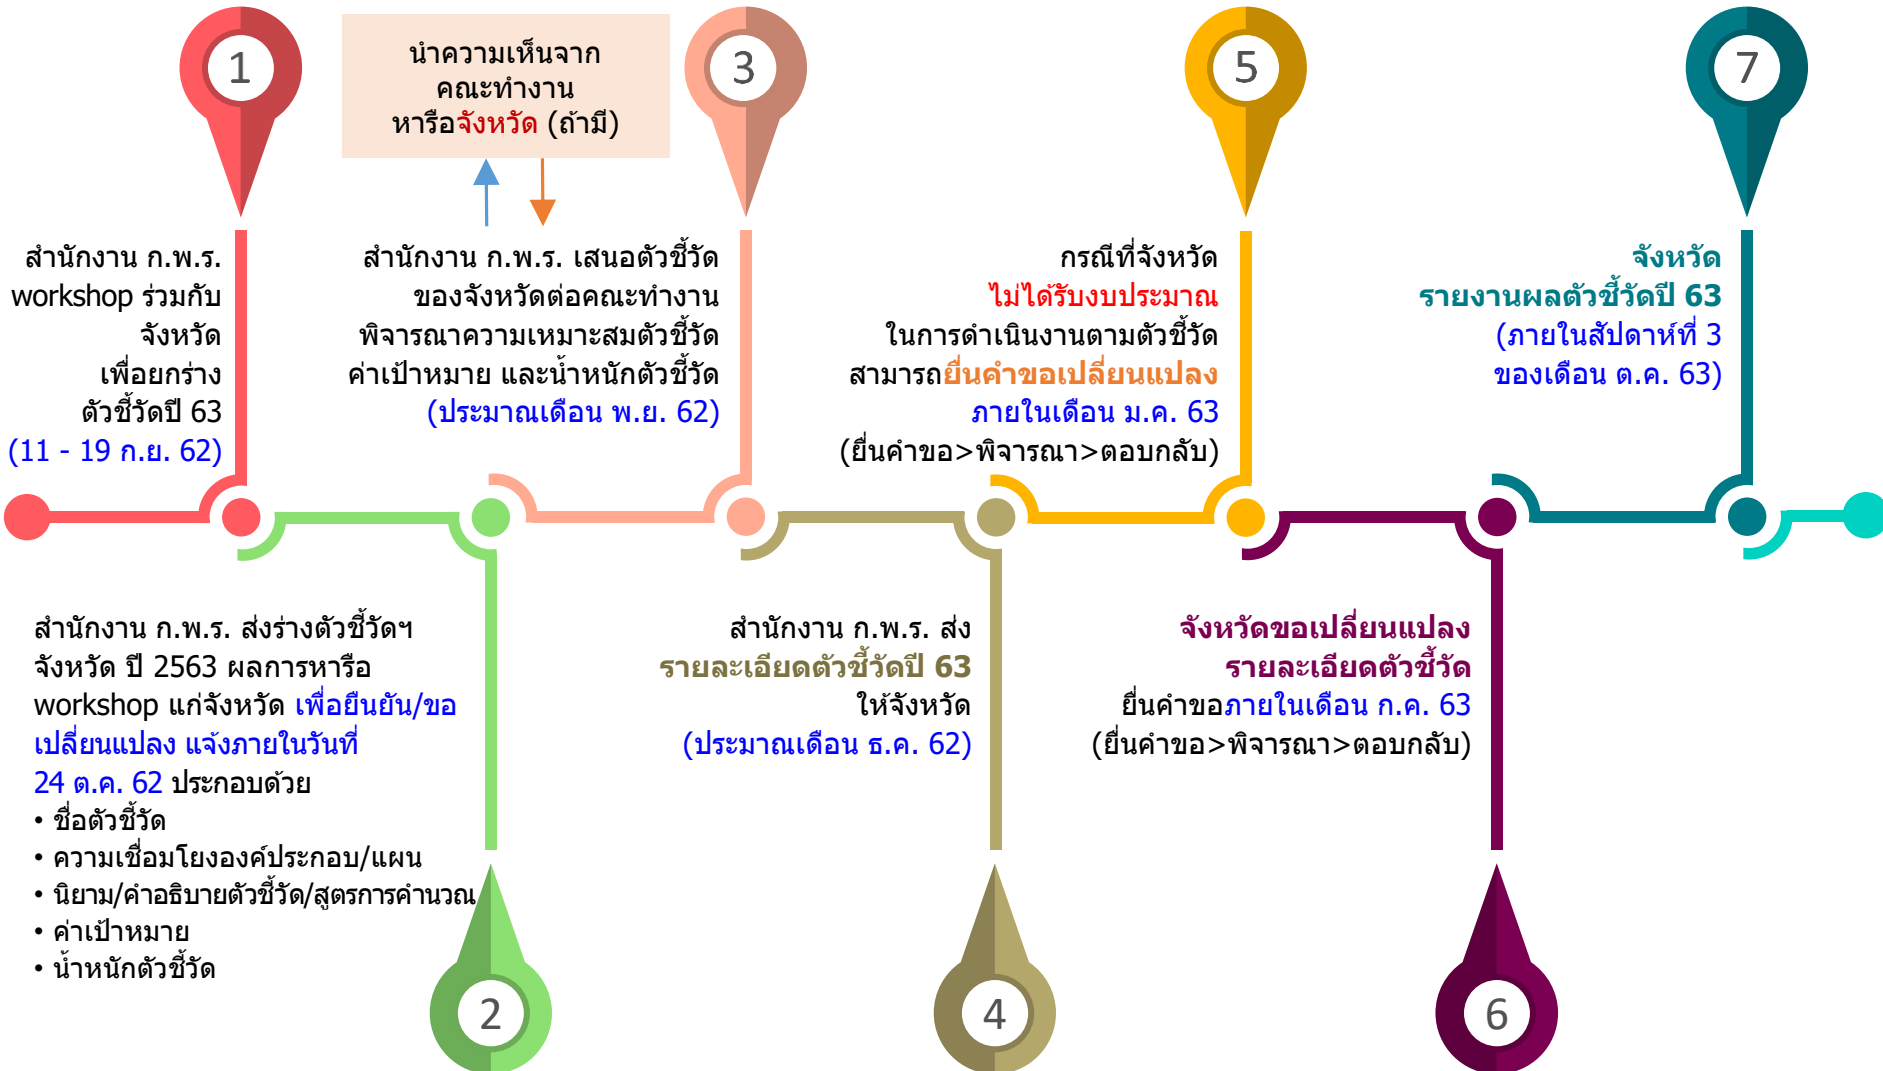 1
สำนักงาน ก.พ.ร.
workshop ร่วมกับ
จังหวัด
เพื่อยกร่าง
ตัวชี้วัดปี 63
(11 - 19 ก.ย. 62)
2
สำนักงาน ก.พ.ร. ส่งร่างตัวชี้วัดฯ
จังหวัด ปี 2563 ผลการหารือ
workshop แก่จังหวัด เพื่อยืนยัน/ขอ
เปลี่ยนแปลง แจ้งภายในวันที่
24 ต.ค. 62 ประกอบด้วย
• ชื่อตัวชี้วัด
• ความเชื่อมโยงองค์ประกอบ/แผน
• นิยาม/คำอธิบายตัวชี้วัด/สูตรการคำนวณ
• ค่าเป้าหมาย
• น้ำหนักตัวชี้วัด
นำความเห็นจาก
คณะทำงาน
หารือจังหวัด (ถ้ามี)
3
สำนักงาน ก.พ.ร. เสนอตัวชี้วัด
ของจังหวัดต่อคณะทำงาน
พิจารณาความเหมาะสมตัวชี้วัด
ค่าเป้าหมาย และน้ำหนักตัวชี้วัด
(ประมาณเดือน พ.ย. 62)
4
สำนักงาน ก.พ.ร. ส่ง
รายละเอียดตัวชี้วัดปี 63
ให้จังหวัด
(ประมาณเดือน ธ.ค. 62)
5
กรณีที่จังหวัด
ไม่ได้รับงบประมาณ
ในการดำเนินงานตามตัวชี้วัด
สามารถยื่นคำขอเปลี่ยนแปลง
ภายในเดือน ม.ค. 63
(ยื่นคำขอ>พิจารณา>ตอบกลับ)
6
จังหวัดขอเปลี่ยนแปลง
รายละเอียดตัวชี้วัด
ยื่นคำขอภายในเดือน ก.ค. 63
(ยื่นคำขอ>พิจารณา>ตอบกลับ)
7
จังหวัด
รายงานผลตัวชี้วัดปี 63
(ภายในสัปดาห์ที่ 3
ของเดือน ต.ค. 63)